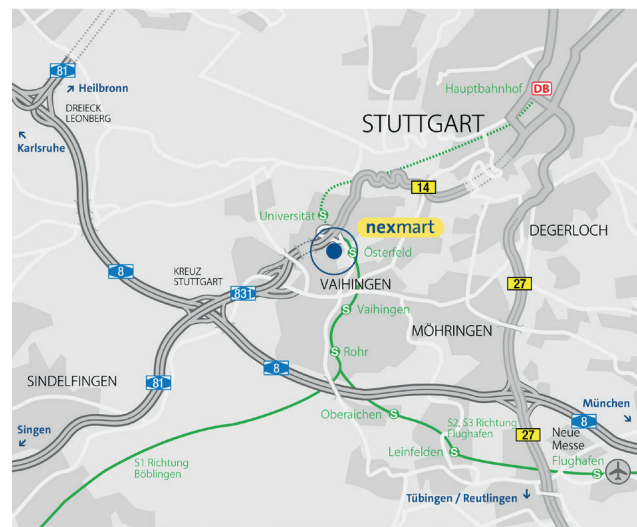 81
Heilbronn
Hauptbahnhof
DB
DREIECK
LEONBERG
STUTTGART
Karlsruhe
14
Universität
S
nexmart
DEGERLOCH
S
Österfeld
8
KREUZ
STUTTGART
831
VAIHINGEN
27
S
Vaihingen
MÖHRINGEN
S
Rohr
8
SINDELFINGEN
81
München
Oberaichen
S
S2, S3 Richtung
Flughafen
8
Singen
27
Neue
Messe
Leinfelden
S
S1 Richtung
Böblingen
Flughafen
S
Tübingen / Reutlingen